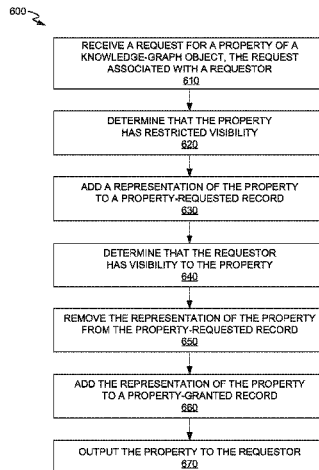 600
RECEIVE A REQUEST FOR A PROPERTY OF A
KNOWLEDGE-GRAPH OBJECT, THE REQUEST
ASSOCIATED WITH A REQUESTOR
610
DETERMINE THAT THE PROPERTY
HAS RESTRICTED VISIBILITY
620
ADD A REPRESENTATION OF THE PROPERTY
TO A PROPERTY-REQUESTED RECORD
630
DETERMINE THAT THE REQUESTOR
HAS VISIBILITY TO THE PROPERTY
640
REMOVE THE REPRESENTATION OF THE PROPERTY
FROM THE PROPERTY-REQUESTED RECORD
650
ADD THE REPRESENTATION OF THE PROPERTY
TO A PROPERTY-GRANTED RECORD
660
OUTPUT THE PROPERTY TO THE REQUESTOR
670